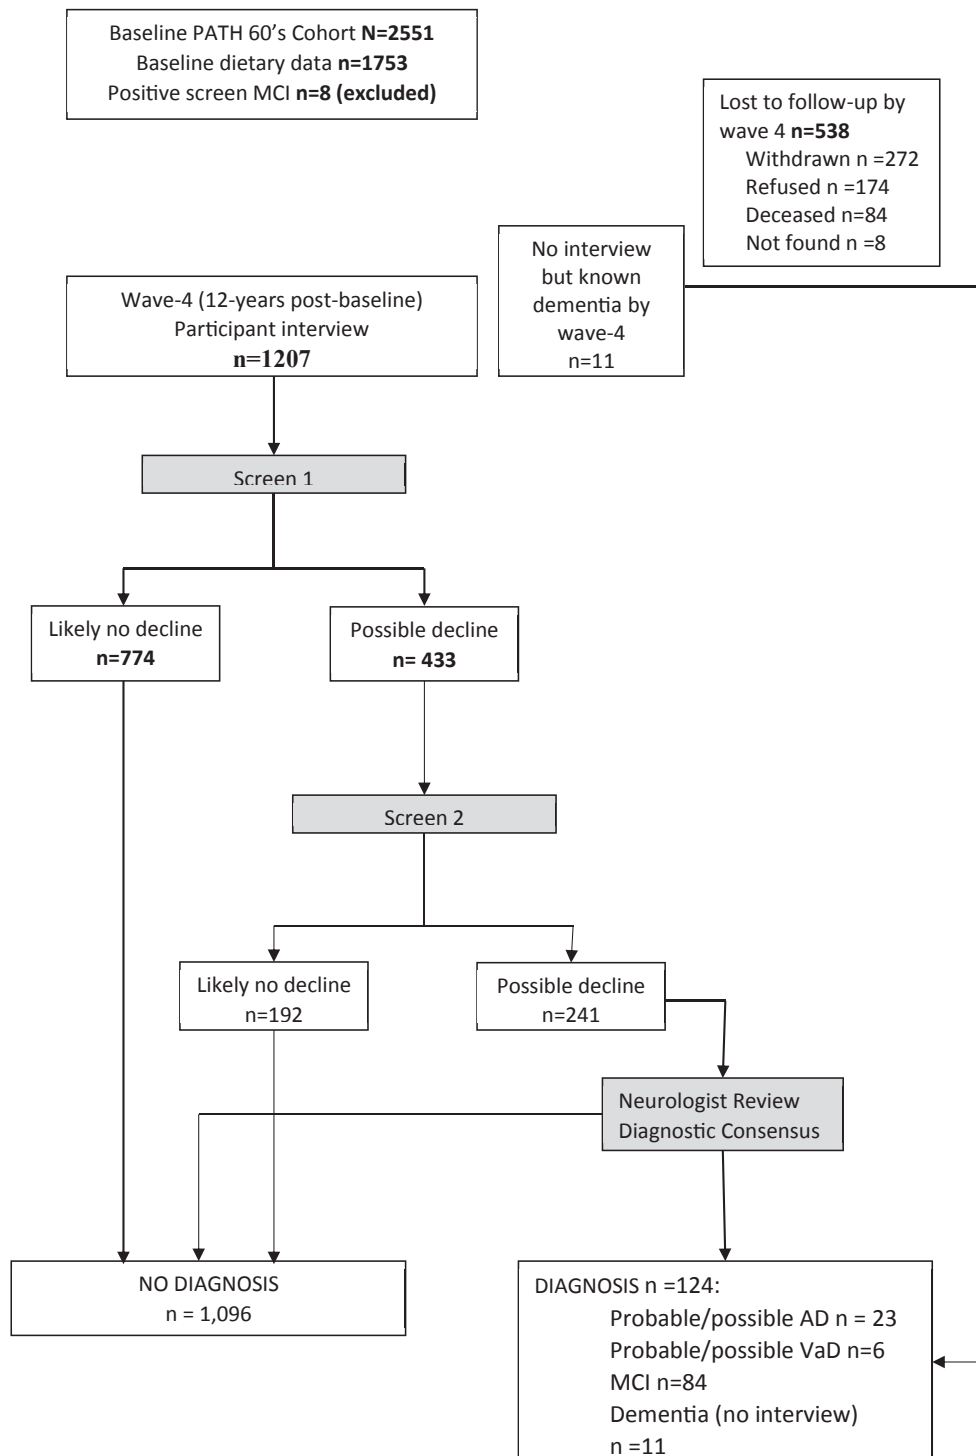 Baseline PATH 60's Cohort N=2551
Baseline dietary data n=1753
Positive screen MCI n=8 (excluded)
Lost to follow-up by
wave 4 n=538
Withdrawn n =272
Refused n =174
Deceased n=84
Not found n =8
No interview
but known
dementia by
wave-4
n=11
Wave-4 (12-years post-baseline)
Participant interview
n=1207
Screen 1
Likely no decline
n=774
Possible decline
n= 433
Screen 2
Likely no decline
n=192
Possible decline
n=241
Neurologist Review
Diagnostic Consensus
NO DIAGNOSIS
n = 1,096
DIAGNOSIS n =124:
Probable/possible AD n = 23
Probable/possible VaD n=6
MCI n=84
Dementia (no interview)
n =11